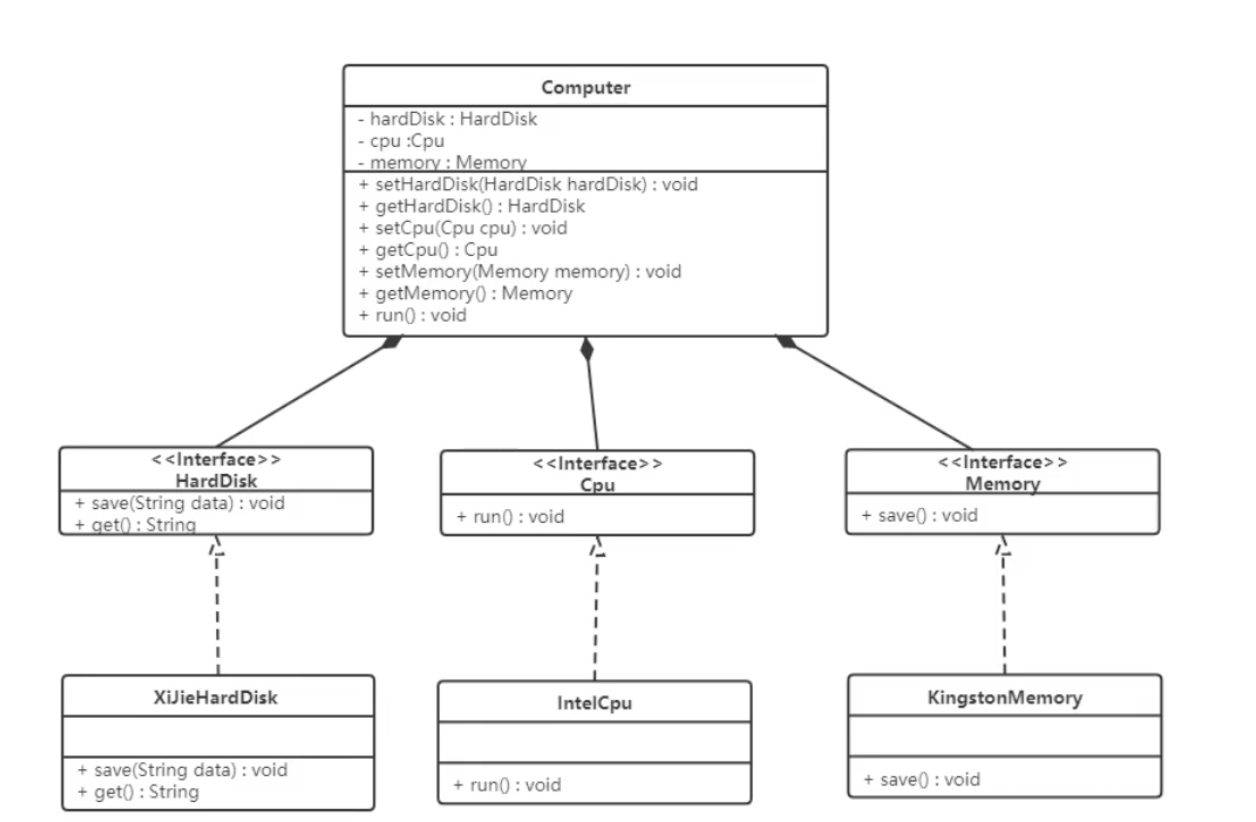 Computer
- hardDisk : HardDisk
- cpu :Cpu
- memory : Memory
+ setHardDisk(HardDisk hardDisk) : void
+ getHardDisk() : HardDisk
+ setCpu(Cpu cpu) : void
+ getCpu() : Cpu
+ setMemory(Memory memory) : void
+ getMemory() : Memory
+ run() : void
<<Interface>>
HardDisk
+ save(String data) : void
+ get() : String
<<Interface>>
Cpu
+ run() : void
<<Interface>>
Memory
+ save() : void
XiJieHardDisk
+ save(String data) : void
+ get() : String
IntelCpu
+ run() : void
KingstonMemory
+ save() : void